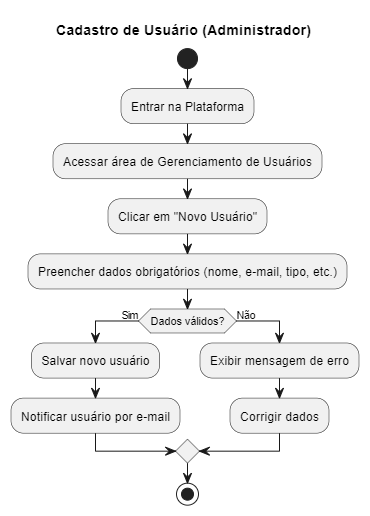 Cadastro de Usuário (Administrador)
Entrar na Plataforma
Acessar área de Gerenciamento de Usuários
Clicar em "Novo Usuário"
Preencher dados obrigatórios (nome, e-mail, tipo, etc.)
Sim
Dados válidos?
Não
Salvar novo usuário
Exibir mensagem de erro
Notificar usuário por e-mail
Corrigir dados